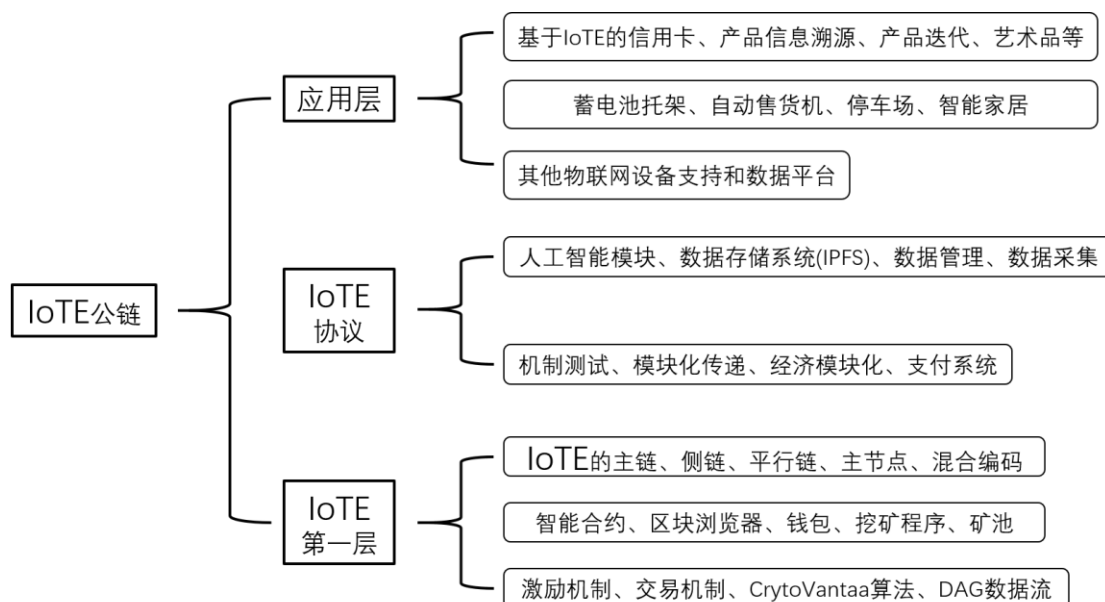 基于IoTE的信用卡、产品信息溯源、产品迭代、艺术品等
应用层
蓄电池托架、自动售货机、停车场、智能家居
其他物联网设备支持和数据平台
人工智能模块、数据存储系统(IPFS)、数据管理、数据采集
IoTE公链
IoTE
协议
机制测试、模块化传递、经济模块化、支付系统
IoTE的主链、侧链、平行链、主节点、混合编码
IoTE
第一层
智能合约、区块浏览器、钱包、挖矿程序、矿池
激励机制、交易机制、CrytoVantaa算法、DAG数据流